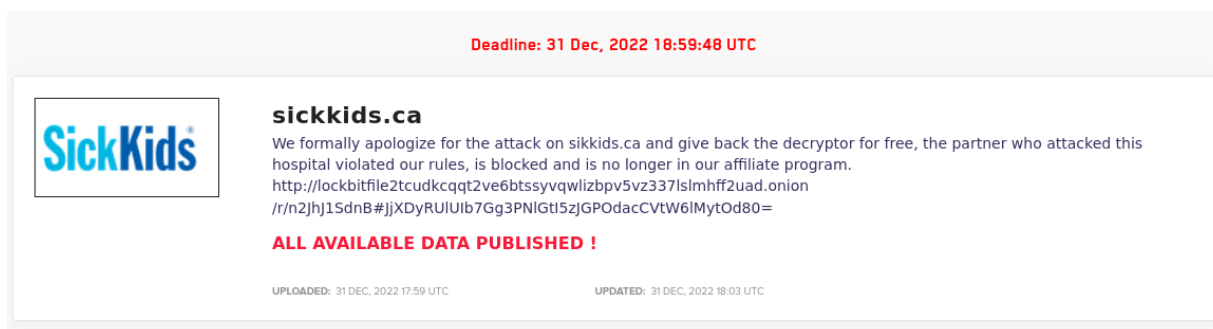 Deadline: 31 Dec, 2022 18:59:48 UTC
SickKids®
sickkids.ca
We formally apologize for the attack on sikkids.ca and give back the decryptor for free, the partner who attacked this
hospital violated our rules, is blocked and is no longer in our affiliate program.
http://lockbitfile2tcudkcqqt2ve6btssyvqwlizbpv5vz337lslmhff2uad.onion
/r/n2JhJ1SdnB#JjXDyRUlUIb7Gg3PNlGtI5zJGPOdacCVtW6lMytOd80=
ALL AVAILABLE DATA PUBLISHED !
UPLOADED: 31 DEC, 2022 17:59 UTC UPDATED: 31 DEC, 2022 18:03 UTC